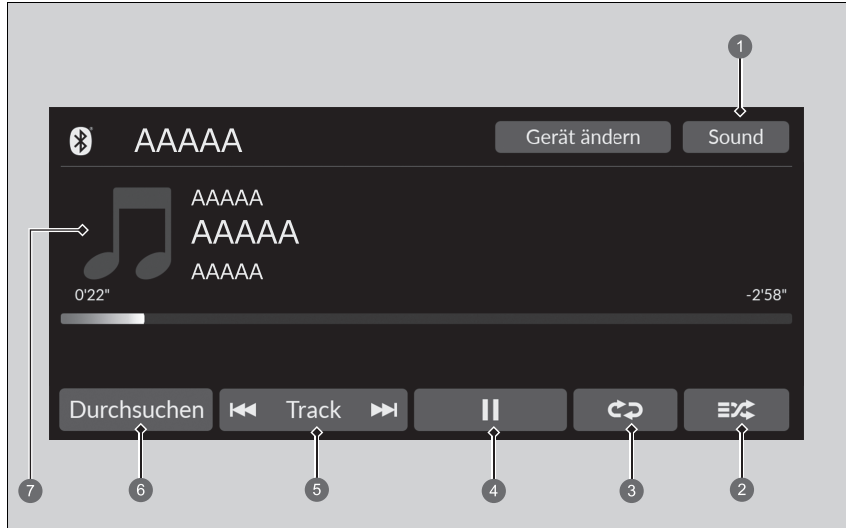 1
AAAAA Gerät ändern Sound
AAAAA
AAAAA
AAAAA
7
0'22" -2'58"
Durchsuchen Track
6 5 4 3 2